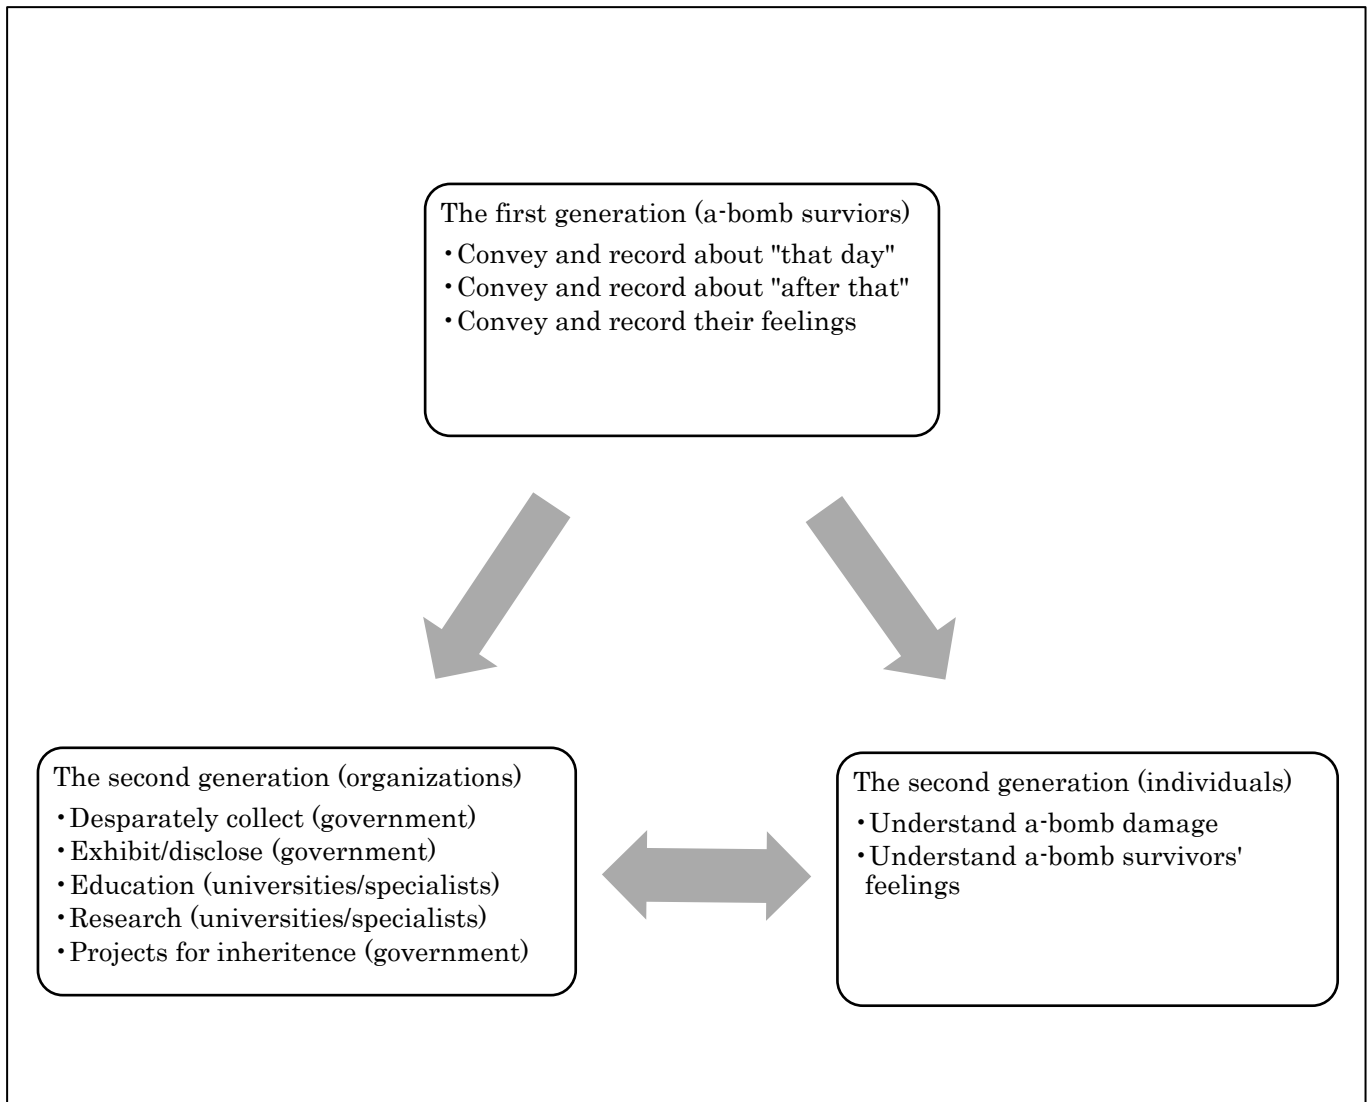 The first generation (a-bomb surviors)
・Convey and record about "that day"
・Convey and record about "after that"
・Convey and record their feelings
The second generation (organizations)
・Desparately collect (government)
・Exhibit/disclose (government)
・Education (universities/specialists)
・Research (universities/specialists)
・Projects for inheritence (government)
The second generation (individuals)
・Understand a-bomb damage
・Understand a-bomb survivors'
feelings